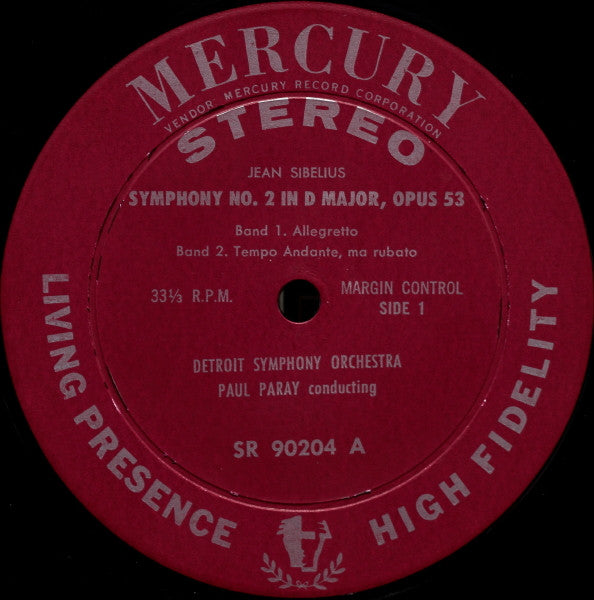 MERCURY
VENDOR MERCURY RECORD CORPORATION
STEREO
JEAN SIBELIUS
SYMPHONY NO. 2 IN D MAJOR, OPUS 53
Band 1. Allegretto
Band 2. Tempo Andante, ma rubato
33⅓ R.P.M.
MARGIN CONTROL
SIDE 1
DETROIT SYMPHONY ORCHESTRA
PAUL PARAY conducting
SR 90204 A
LIVING PRESENCE
HIGH FIDELITY